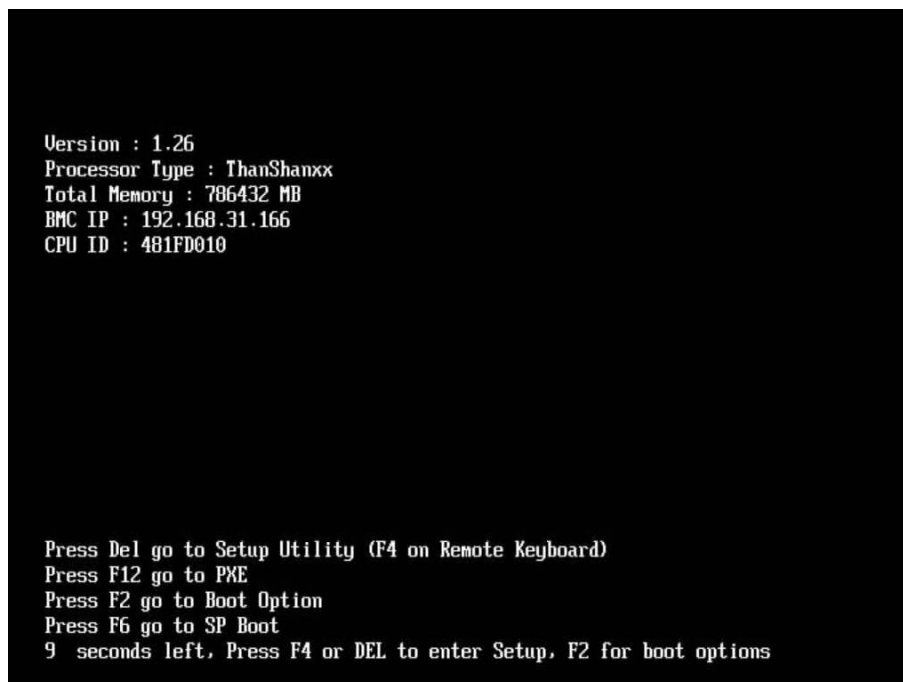 Version : 1.26
Processor Type : ThanShanxx
Total Memory : 786432 MB
BMC IP : 192.168.31.166
CPU ID : 481FD010
Press Del go to Setup Utility (F4 on Remote Keyboard)
Press F12 go to PXE
Press F2 go to Boot Option
Press F6 go to SP Boot
9  seconds left, Press F4 or DEL to enter Setup, F2 for boot options